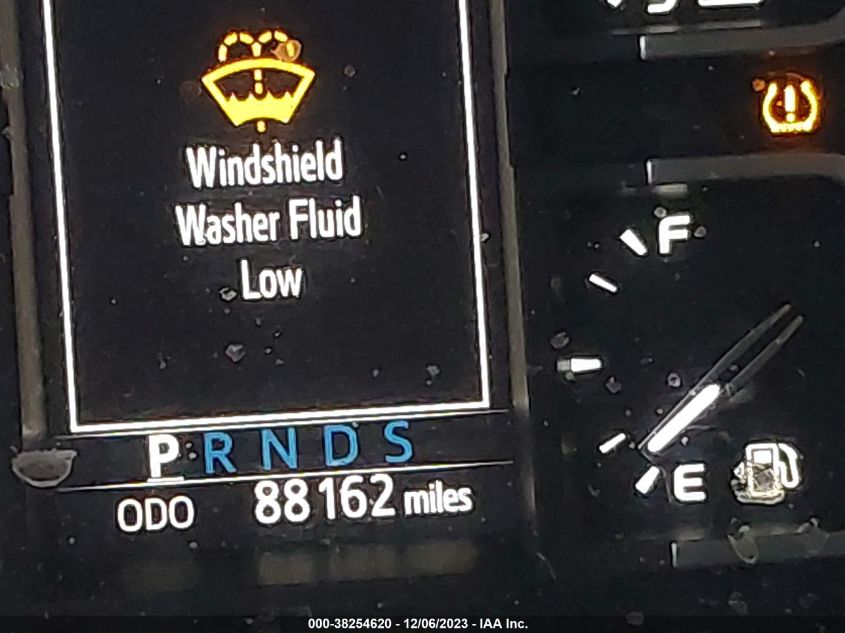 Windshield
Washer Fluid
Low
F
E
P R N D S
ODO 88162 miles
000-38254620 - 12/06/2023 - IAA Inc.